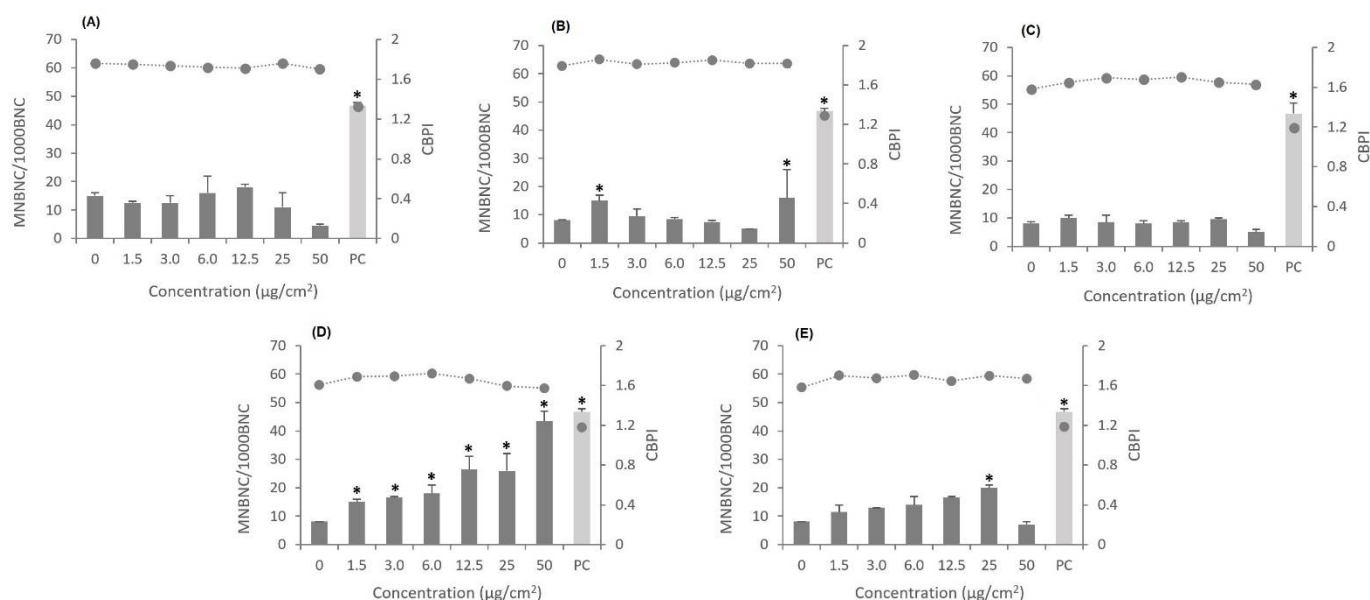 (A)
70
60
50
40
30
20
10
0
MNBNC/1000BNC
2
1.6
1.2
0.8
0.4
0
CBPI
*
0 1.5 3.0 6.0 12.5 25 50 PC
Concentration (µg/cm²)
(B)
70
60
50
40
30
20
10
0
MNBNC/1000BNC
2
1.6
1.2
0.8
0.4
0
CBPI
* * *
0 1.5 3.0 6.0 12.5 25 50 PC
Concentration (µg/cm²)
(C)
70
60
50
40
30
20
10
0
MNBNC/1000BNC
2
1.6
1.2
0.8
0.4
0
CBPI
*
0 1.5 3.0 6.0 12.5 25 50 PC
Concentration (µg/cm²)
(D)
70
60
50
40
30
20
10
0
MNBNC/1000BNC
2
1.6
1.2
0.8
0.4
0
CBPI
* * * * * * *
0 1.5 3.0 6.0 12.5 25 50 PC
Concentration (µg/cm²)
(E)
70
60
50
40
30
20
10
0
MNBNC/1000BNC
2
1.6
1.2
0.8
0.4
0
CBPI
* *
0 1.5 3.0 6.0 12.5 25 50 PC
Concentration (µg/cm²)